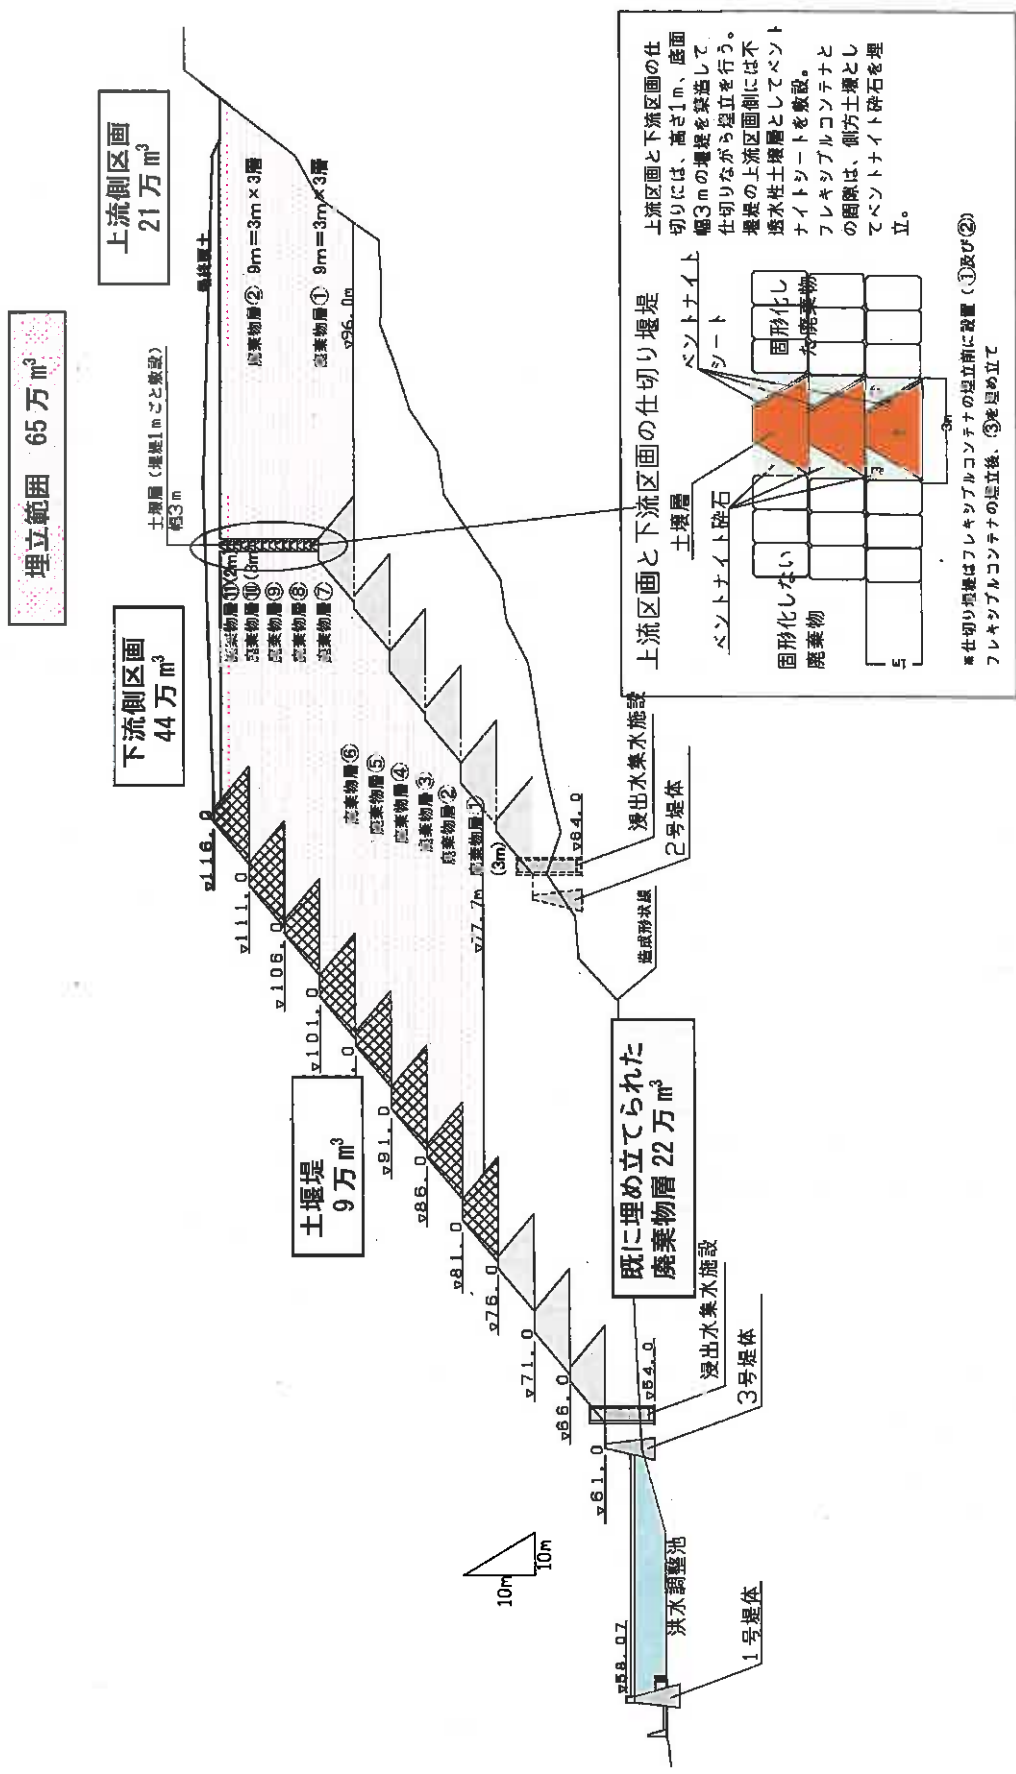 埋立範囲 65万㎥
上流側区画
21万㎥
下流側区画
44万㎥
土堰堤
9万㎥
既に埋め立てられた
廃棄物層 22万㎥
土壌層（堰堤1mごと敷設）
幅3m
最終覆土
廃棄物層② 9m=3m×3層
廃棄物層① 9m=3m×3層
▽96.0m
廃棄物層⑪(2m)
廃棄物層⑩(3m)
廃棄物層⑨
廃棄物層⑧
廃棄物層⑦
廃棄物層⑥
廃棄物層⑤
廃棄物層④
廃棄物層③
廃棄物層②
廃棄物層①
(3m)
▽77.7m
▽116.0
▽111.0
▽106.0
▽101.0
.0
▽91.0
▽86.0
▽81.0
▽76.0
▽71.0
▽66.0
▽61.0
▽64.0
浸出水集水施設
2号堤体
造成形状線
▽54.0
浸出水集水施設
3号堤体
10m
10m
▽58.07
洪水調整池
1号堤体
上流区画と下流区画の仕切り堰堤
土壌層
ベントナイト砕石
ベントナイト
シート
固形化しない
廃棄物
固形化し
た廃棄物
3m
1m
上流区画と下流区画の仕
切りには、高さ1m、底面
幅3mの堰堤を築造して
仕切りながら埋立を行う。
堰堤の上流区画側には不
透水性土壌層としてベント
ナイトシートを敷設。
フレキシブルコンテナと
の間隙は、側方土壌とし
てベントナイト砕石を埋
立。
※仕切り堰堤はフレキシブルコンテナの埋立前に設置（①及び②）
フレキシブルコンテナの埋立後、③を埋め立て